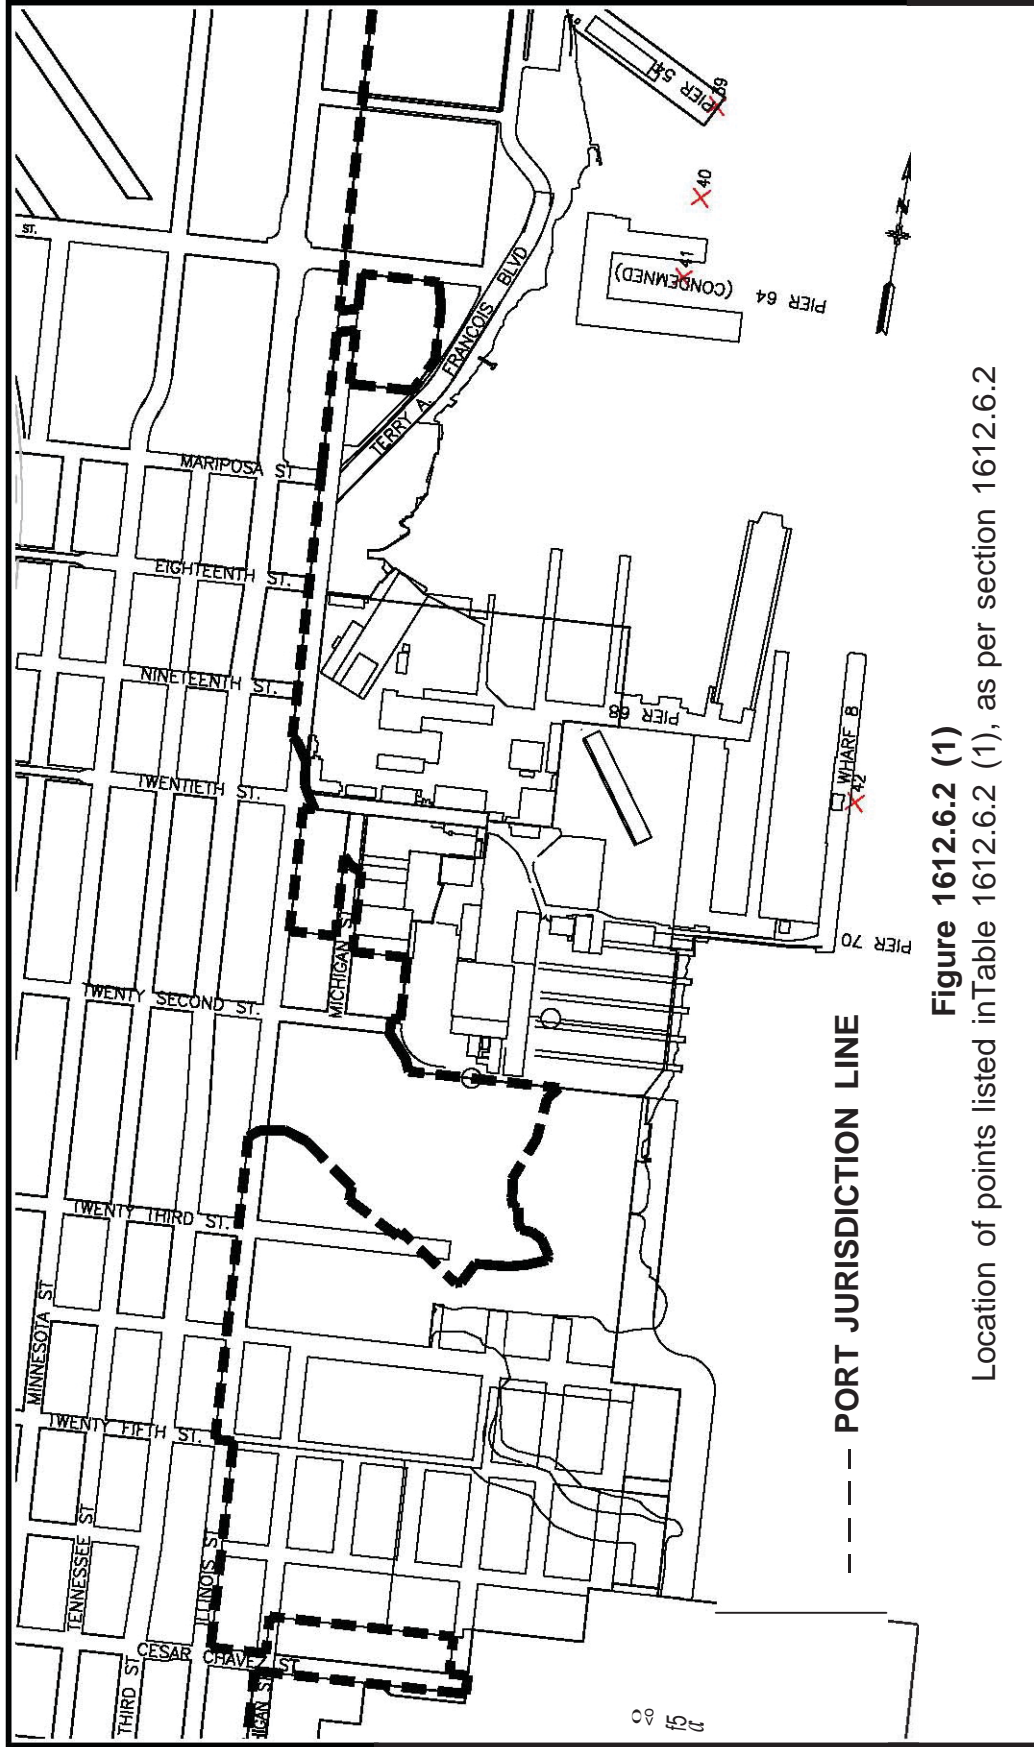 ST.
PIER 54
39
40
41
PIER 64 (CONDEMNED)
TERRY A. FRANCOIS BLVD
MARIPOSA ST
EIGHTEENTH ST.
NINETEENTH ST.
TWENTIETH ST.
PIER 68
WHARF 8
42
PIER 70
MICHIGAN ST
TWENTY SECOND ST.
TWENTY THIRD ST.
MINNESOTA ST
TWENTY FIFTH ST.
TENNESSEE ST
ILLINOIS ST
CESAR CHAVEZ ST
THIRD ST
HIGAN ST
N
PORT JURISDICTION LINE
Figure 1612.6.2 (1)
Location of points listed inTable 1612.6.2 (1), as per section 1612.6.2